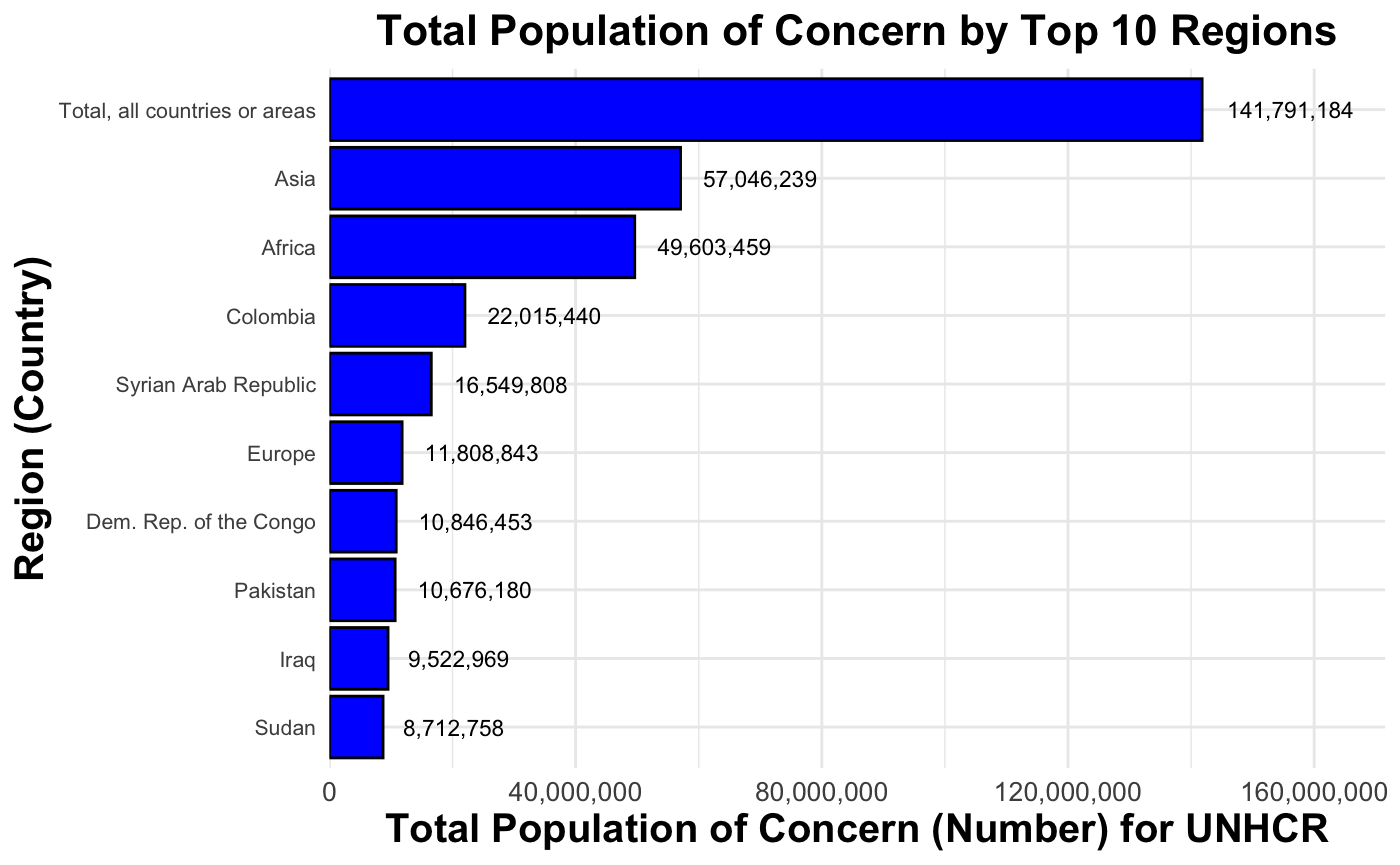 Total Population of Concern by Top 10 Regions
Region (Country)
Total, all countries or areas 141,791,184
Asia 57,046,239
Africa 49,603,459
Colombia 22,015,440
Syrian Arab Republic 16,549,808
Europe 11,808,843
Dem. Rep. of the Congo 10,846,453
Pakistan 10,676,180
Iraq 9,522,969
Sudan 8,712,758
0 40,000,000 80,000,000 120,000,000 160,000,000
Total Population of Concern (Number) for UNHCR